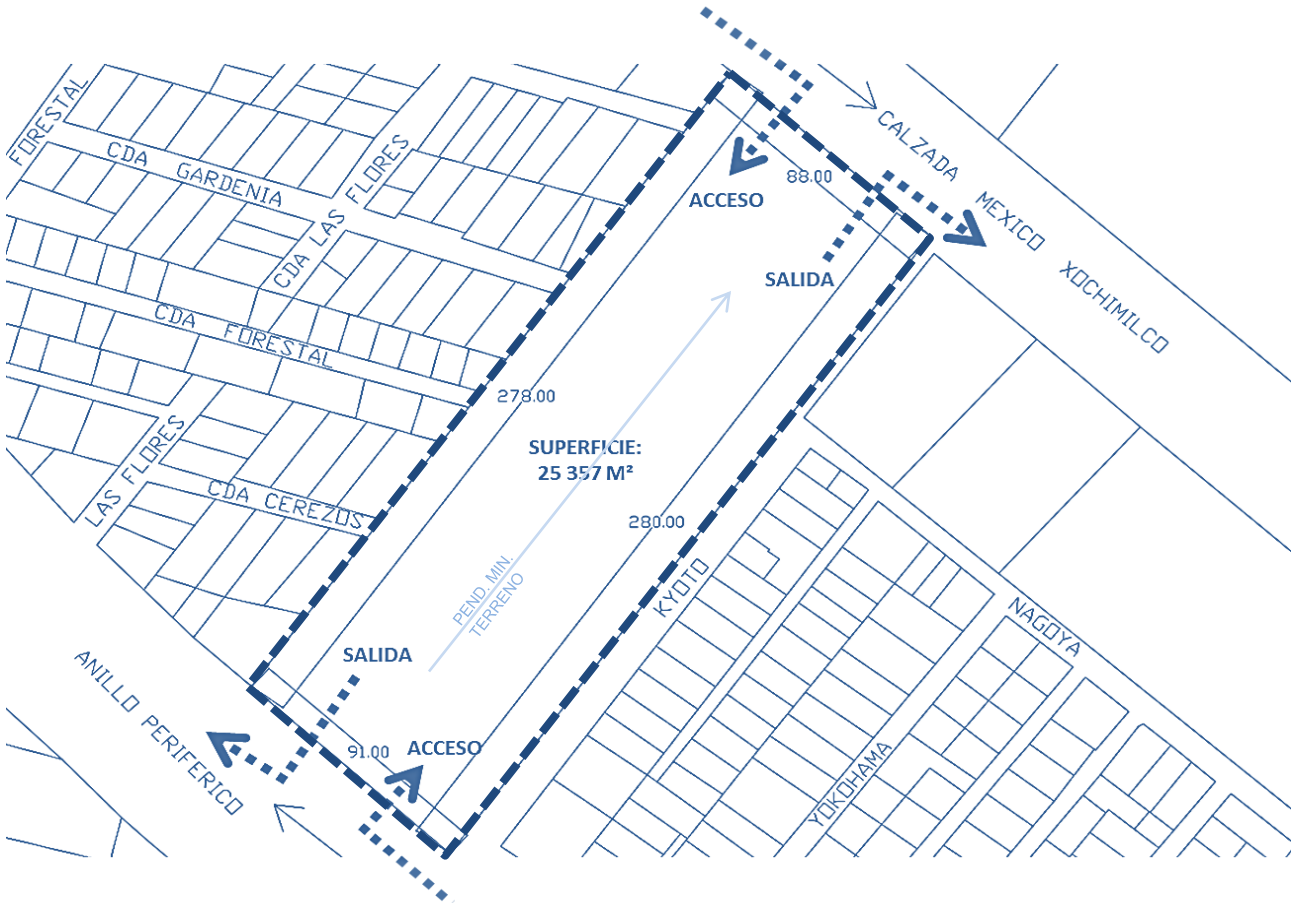 FORESTAL
CDA GARDENIA
CDA LAS FLORES
CDA FORESTAL
LAS FLORES
CDA CEREZOS
ACCESO
88.00
SALIDA
CALZADA MEXICO XOCHIMILCO
278.00
SUPERFICIE:
25 357 M²
280.00
PEND. MIN.
TERRENO
KYOTO
NAGOYA
YOKOHAMA
SALIDA
91.00
ACCESO
ANILLO PERIFERICO